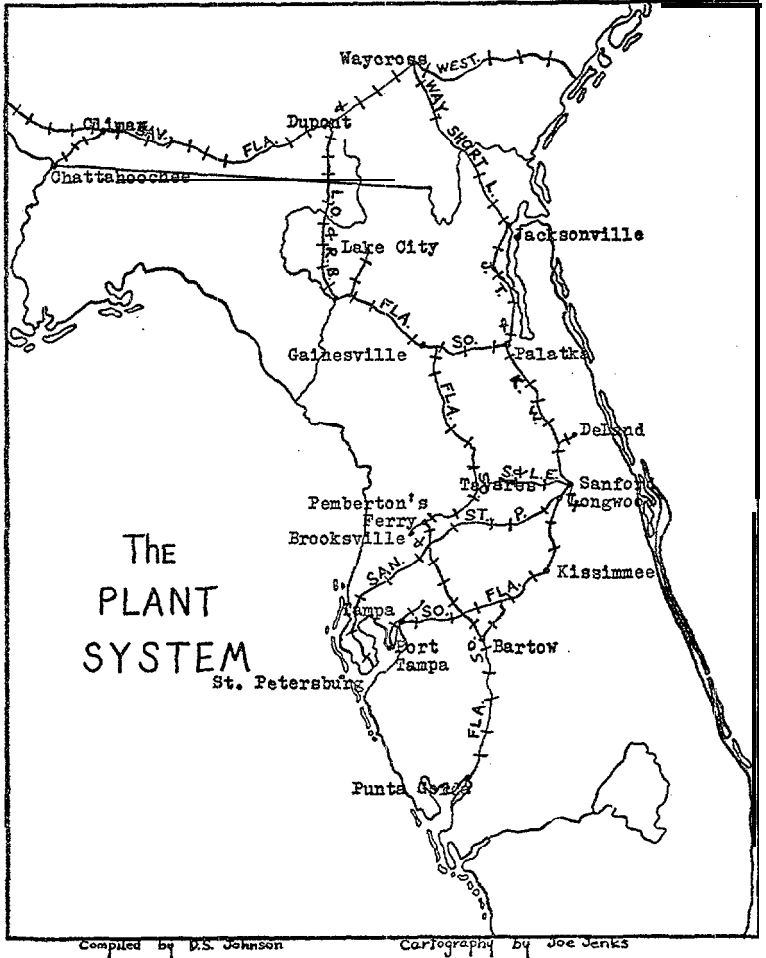 Waycross
WEST.
WAY
SHORT L.
Climax
SAV.
FLA.
&
Dupont
Chattahoochee
L.O. & R.B.
Lake City
Jacksonville
J. T. & K. W.
FLA. SO.
Gainesville
Palatka
FLA.
SO.
DeLand
S & L.E.
Tavares
Sanford
Longwood
Pemberton's
Ferry
Brooksville
SAN. & ST. P.
Kissimmee
Tampa
SO. FLA.
Port
Tampa
Bartow
St. Petersburg
FLA. SO.
Punta Gorda
THE
PLANT
SYSTEM
Compiled by D.S. Johnson
Cartography by Joe Jenks